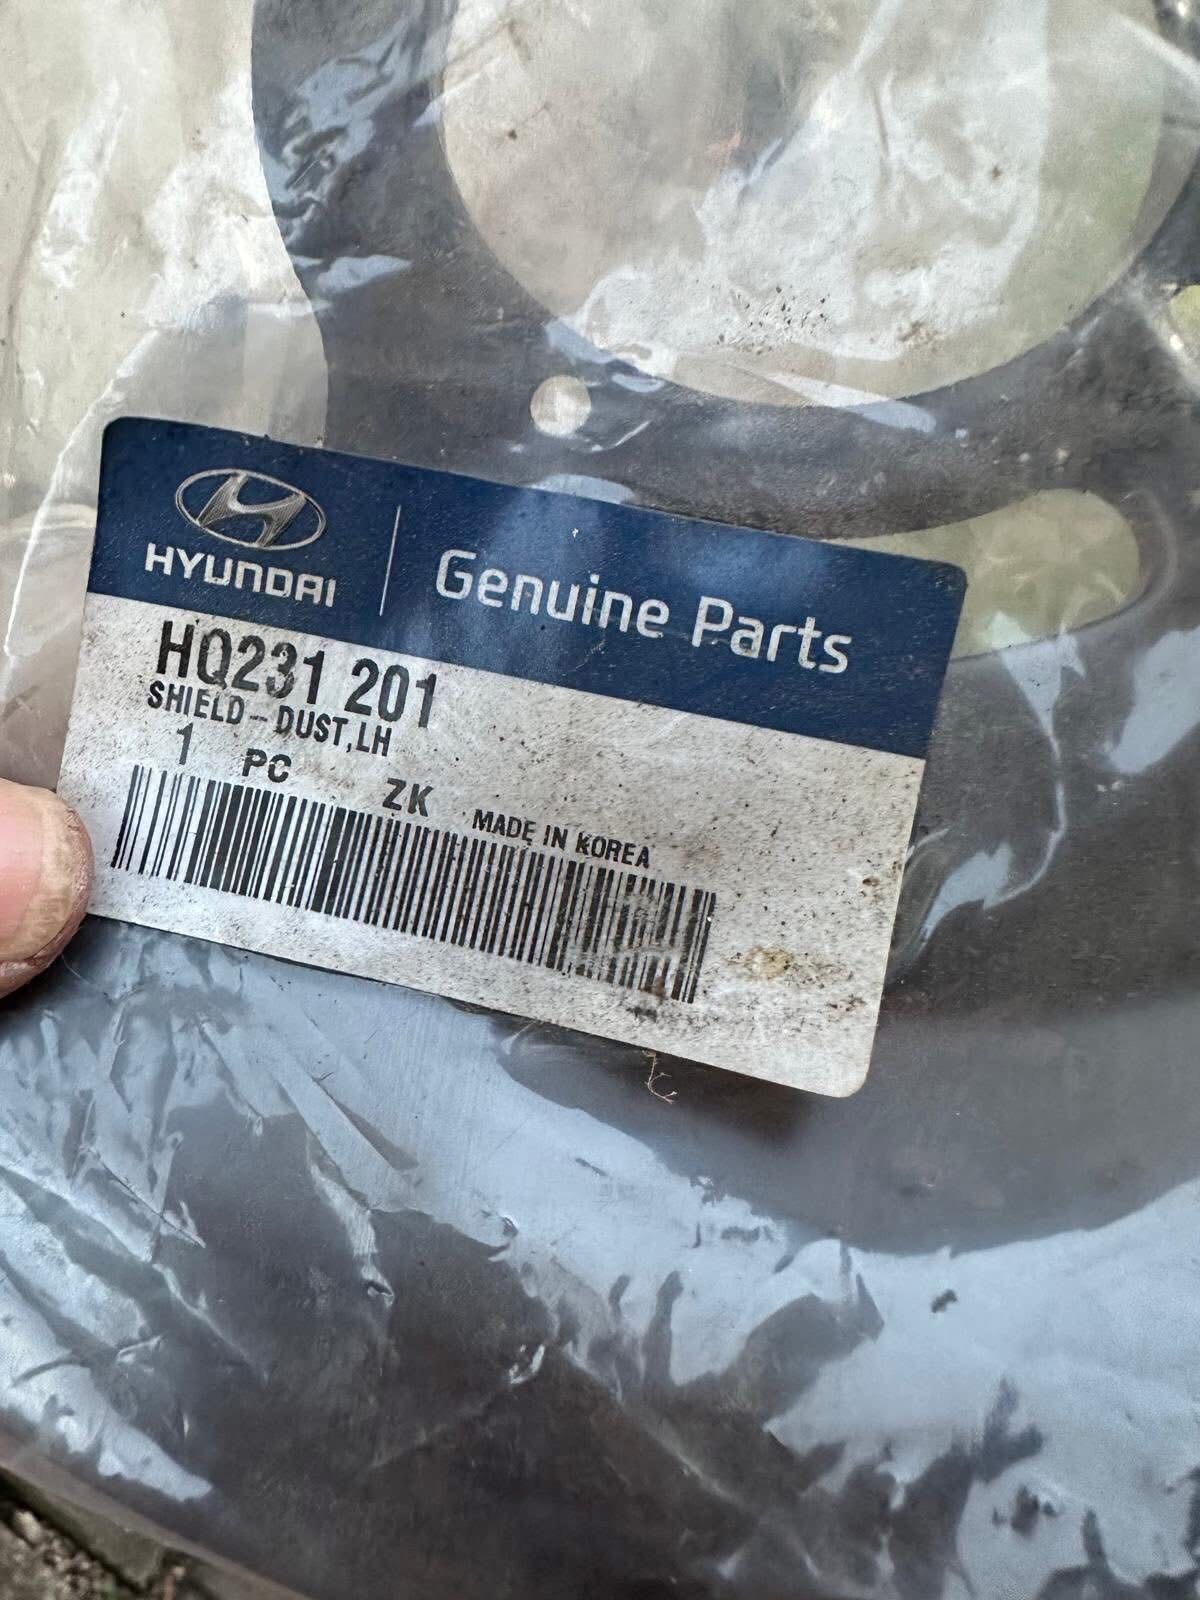 HYUNDAI
Genuine Parts
HQ231 201
SHIELD-DUST,LH
1 PC ZK MADE IN KOREA